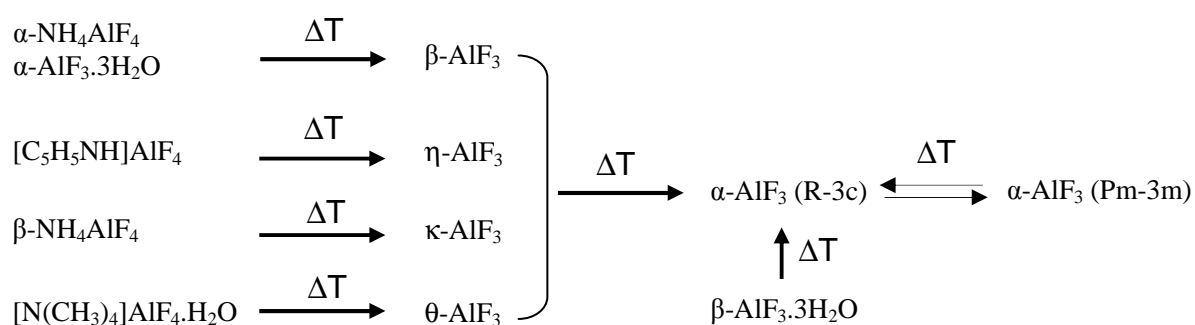 α-NH₄AlF₄
α-AlF₃.3H₂O
ΔT
β-AlF₃
[C₅H₅NH]AlF₄
ΔT
η-AlF₃
β-NH₄AlF₄
ΔT
κ-AlF₃
[N(CH₃)₄]AlF₄.H₂O
ΔT
θ-AlF₃
ΔT
α-AlF₃ (R-3c)
ΔT
α-AlF₃ (Pm-3m)
ΔT
β-AlF₃.3H₂O